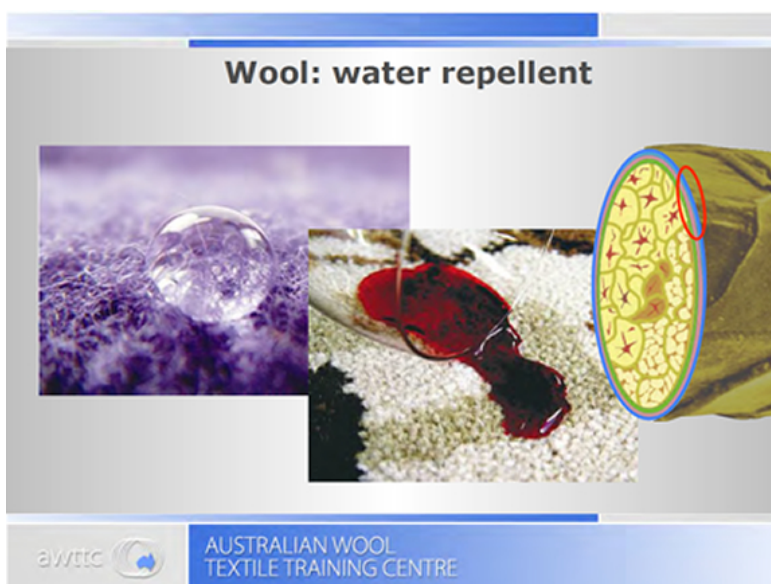 Wool: water repellent
awttc
AUSTRALIAN WOOL
TEXTILE TRAINING CENTRE